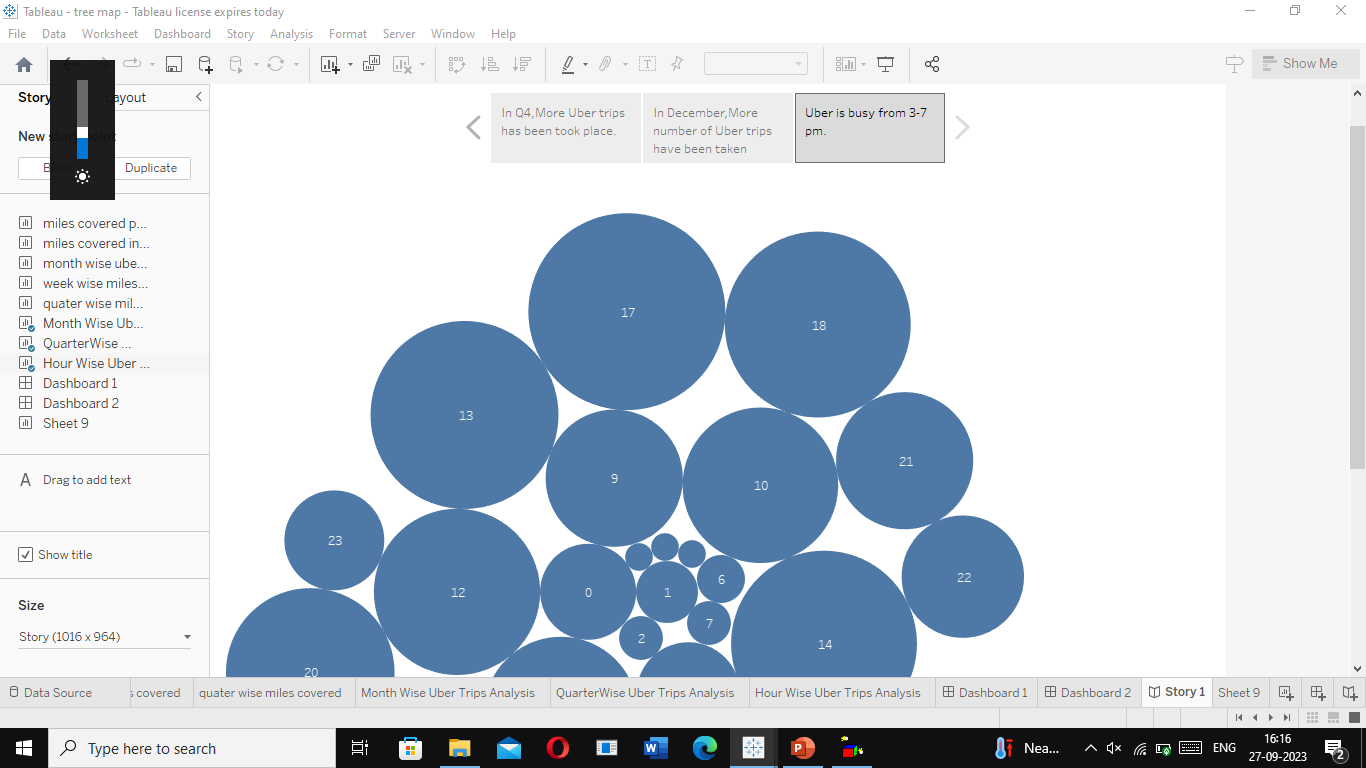 Tableau - tree map - Tableau license expires today
File Data Worksheet Dashboard Story Analysis Format Server Window Help
Show Me
Story Layout
New story point
Duplicate
miles covered p...
miles covered in...
month wise ube...
week wise miles...
quater wise mil...
Month Wise Ub...
QuarterWise ...
Hour Wise Uber ...
Dashboard 1
Dashboard 2
Sheet 9
A Drag to add text
Show title
Size
Story (1016 x 964)
In Q4,More Uber trips
has been took place.
In December,More
number of Uber trips
have been taken
Uber is busy from 3-7
pm.
17
18
13
21
9
10
23
22
12
0
1
6
7
2
14
20
Data Source s covered quater wise miles covered Month Wise Uber Trips Analysis QuarterWise Uber Trips Analysis Hour Wise Uber Trips Analysis Dashboard 1 Dashboard 2 Story 1 Sheet 9
Type here to search
Nea...
ENG
16:16
27-09-2023
2